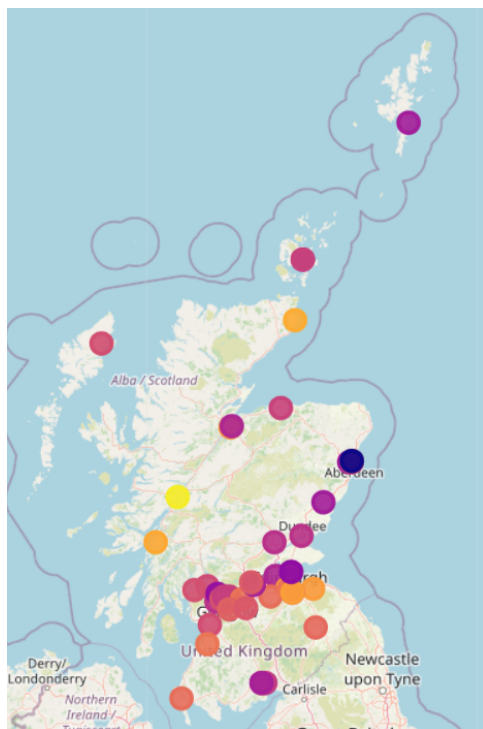 Alba / Scotland
Aberdeen
Dundee
United Kingdom
Derry/
Londonderry
Newcastle
upon Tyne
Carlisle
Northern
Ireland /